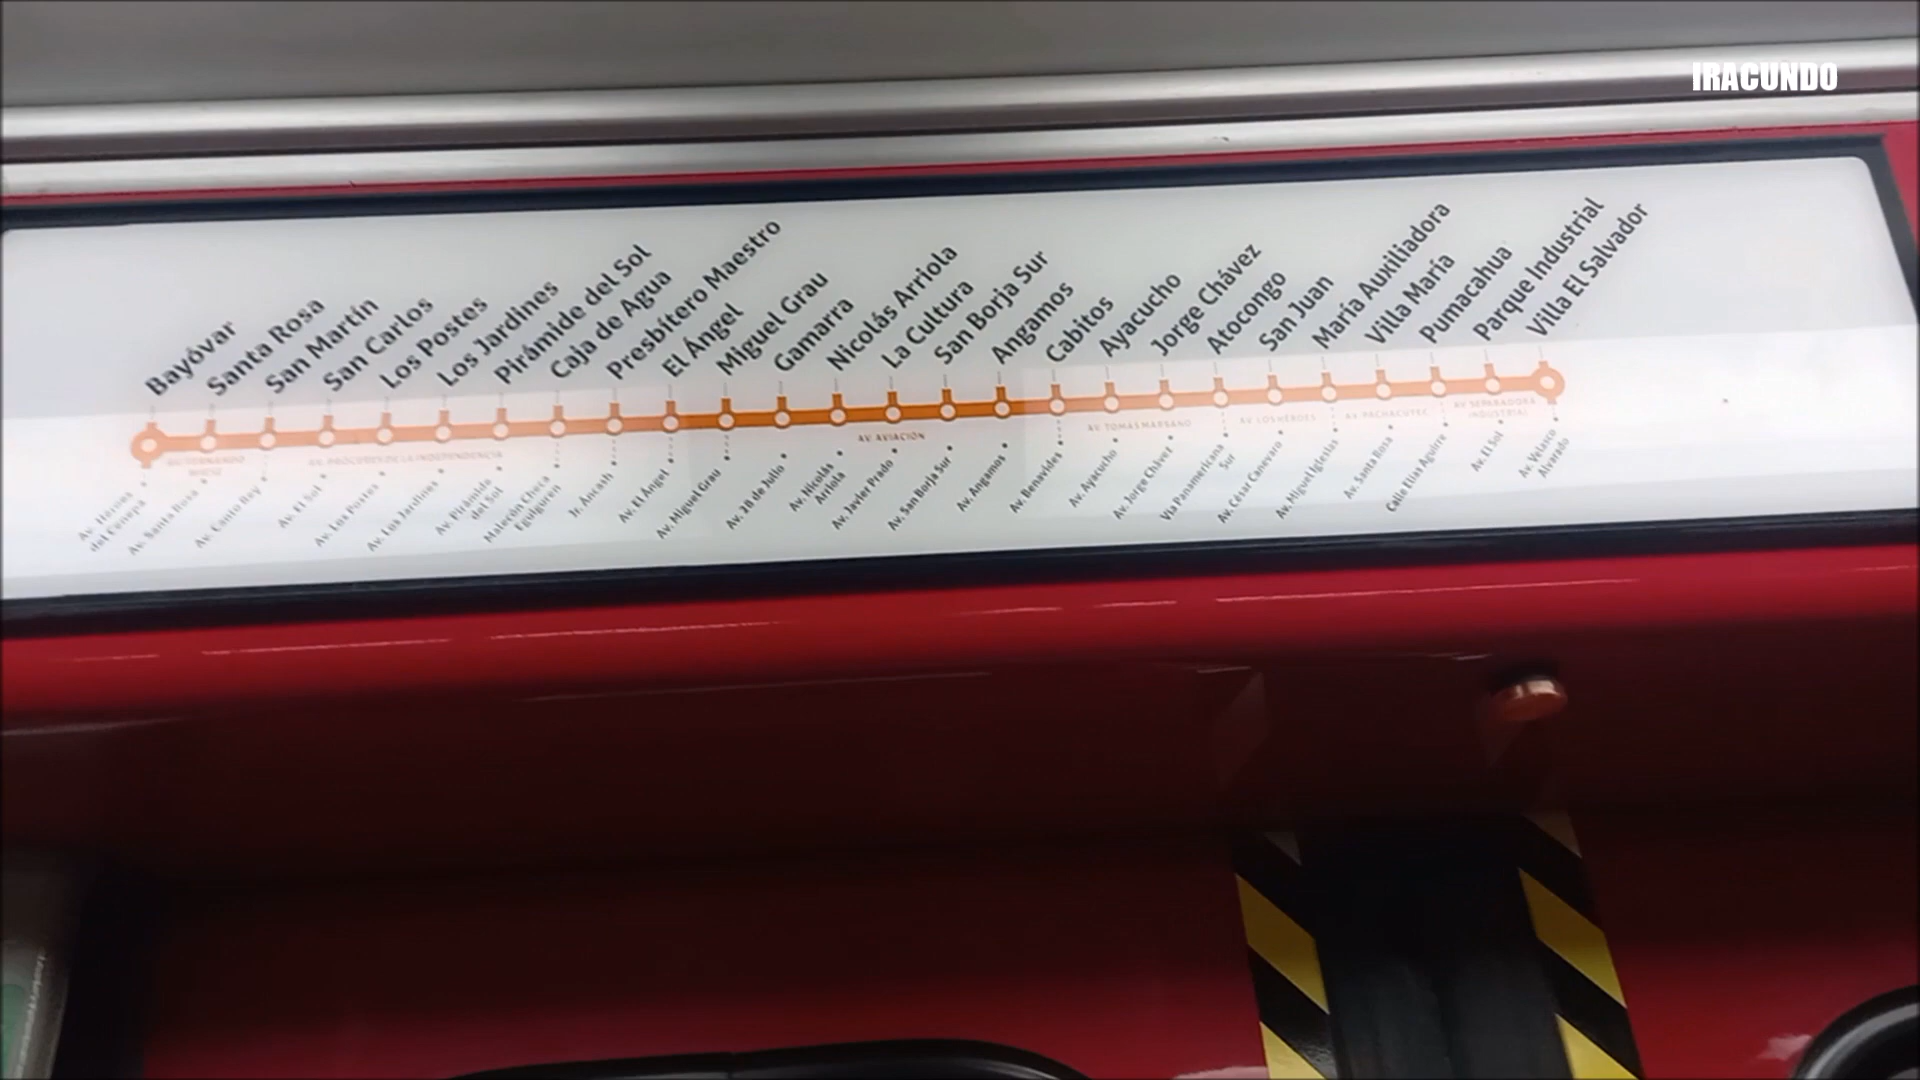 IRACUNDO
Bayóvar
Santa Rosa
San Martín
San Carlos
Los Postes
Los Jardines
Pirámide del Sol
Caja de Agua
Presbítero Maestro
El Ángel
Miguel Grau
Gamarra
Nicolás Arriola
La Cultura
San Borja Sur
Angamos
Cabitos
Ayacucho
Jorge Chávez
Atocongo
San Juan
María Auxiliadora
Villa María
Pumacahua
Parque Industrial
Villa El Salvador
AV. FERNANDO
WIESSE
AV. PRÓCERES DE LA INDEPENDENCIA
AV. AVIACIÓN
AV. TOMÁS MARSANO
AV. LOS HÉROES
AV. PACHACUTEC
AV. SEPARADORA
INDUSTRIAL
Av. Héroes
del Cenepa
Av. Santa Rosa
Av. Canto Rey
Av. El Sol
Av. Los Postes
Av. Los Jardines
Av. Pirámide
del Sol
Malecón Checa
Eguiguren
Jr. Áncash
Av. El Ángel
Av. Miguel Grau
Av. 28 de Julio
Av. Nicolás
Arriola
Av. Javier Prado
Av. San Borja Sur
Av. Angamos
Av. Benavides
Av. Ayacucho
Av. Jorge Chávez
Vía Panamericana
Sur
Av. César Canevaro
Av. Miguel Iglesias
Av. Santa Rosa
Calle Elías Aguirre
Av. El Sol
Av. Velasco
Alvarado